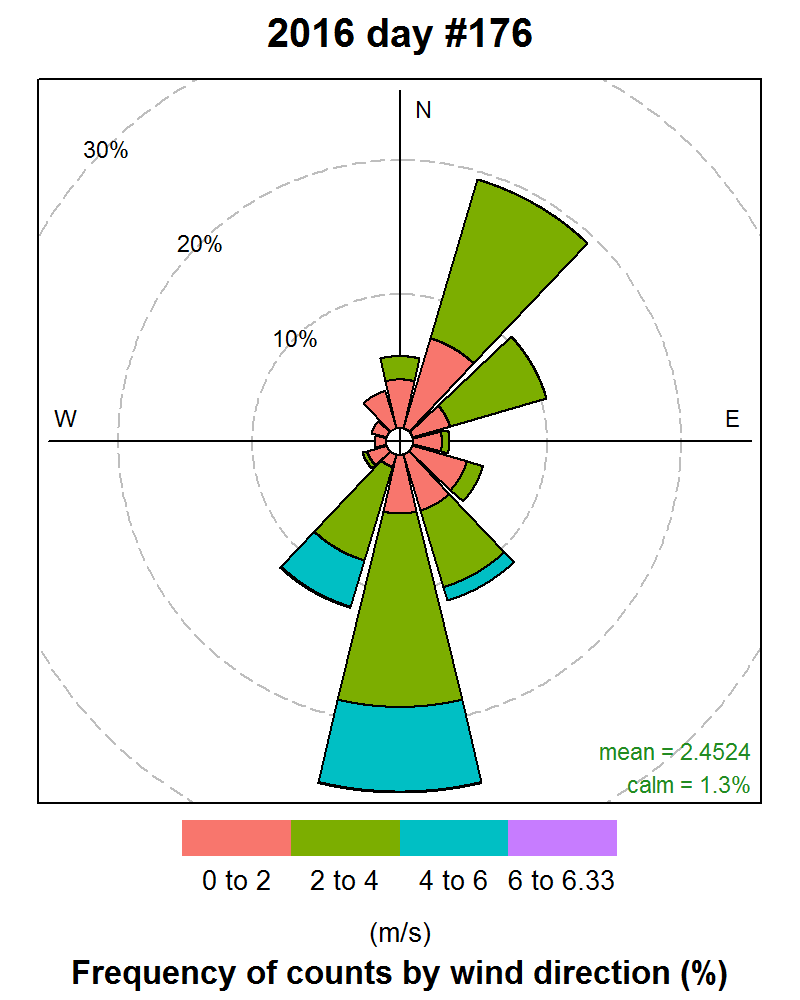 2016 day #176
N
30%
20%
10%
W
E
mean = 2.4524
calm = 1.3%
0 to 2 2 to 4 4 to 6 6 to 6.33
(m/s)
Frequency of counts by wind direction (%)